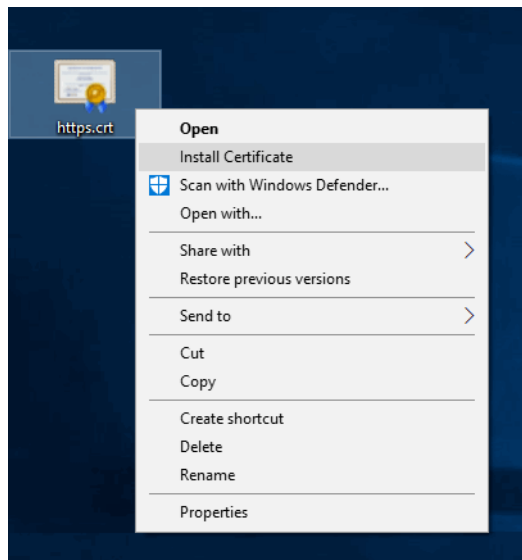 https.crt
Open
Install Certificate
Scan with Windows Defender...
Open with...
Share with
Restore previous versions
Send to
Cut
Copy
Create shortcut
Delete
Rename
Properties